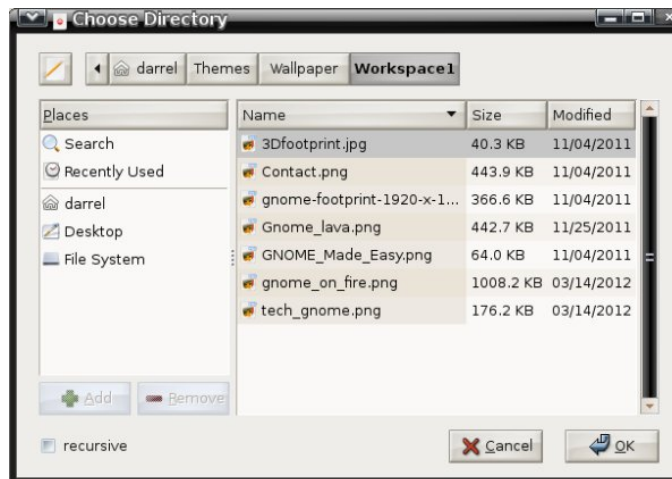 Choose Directory
darrel Themes Wallpaper Workspace1
Places
Search
Recently Used
darrel
Desktop
File System
Add Remove
Name Size Modified
3Dfootprint.jpg 40.3 KB 11/04/2011
Contact.png 443.9 KB 11/04/2011
gnome-footprint-1920-x-1... 366.6 KB 11/04/2011
Gnome_lava.png 442.7 KB 11/25/2011
GNOME_Made_Easy.png 64.0 KB 11/04/2011
gnome_on_fire.png 1008.2 KB 03/14/2012
tech_gnome.png 176.2 KB 03/14/2012
recursive
Cancel OK